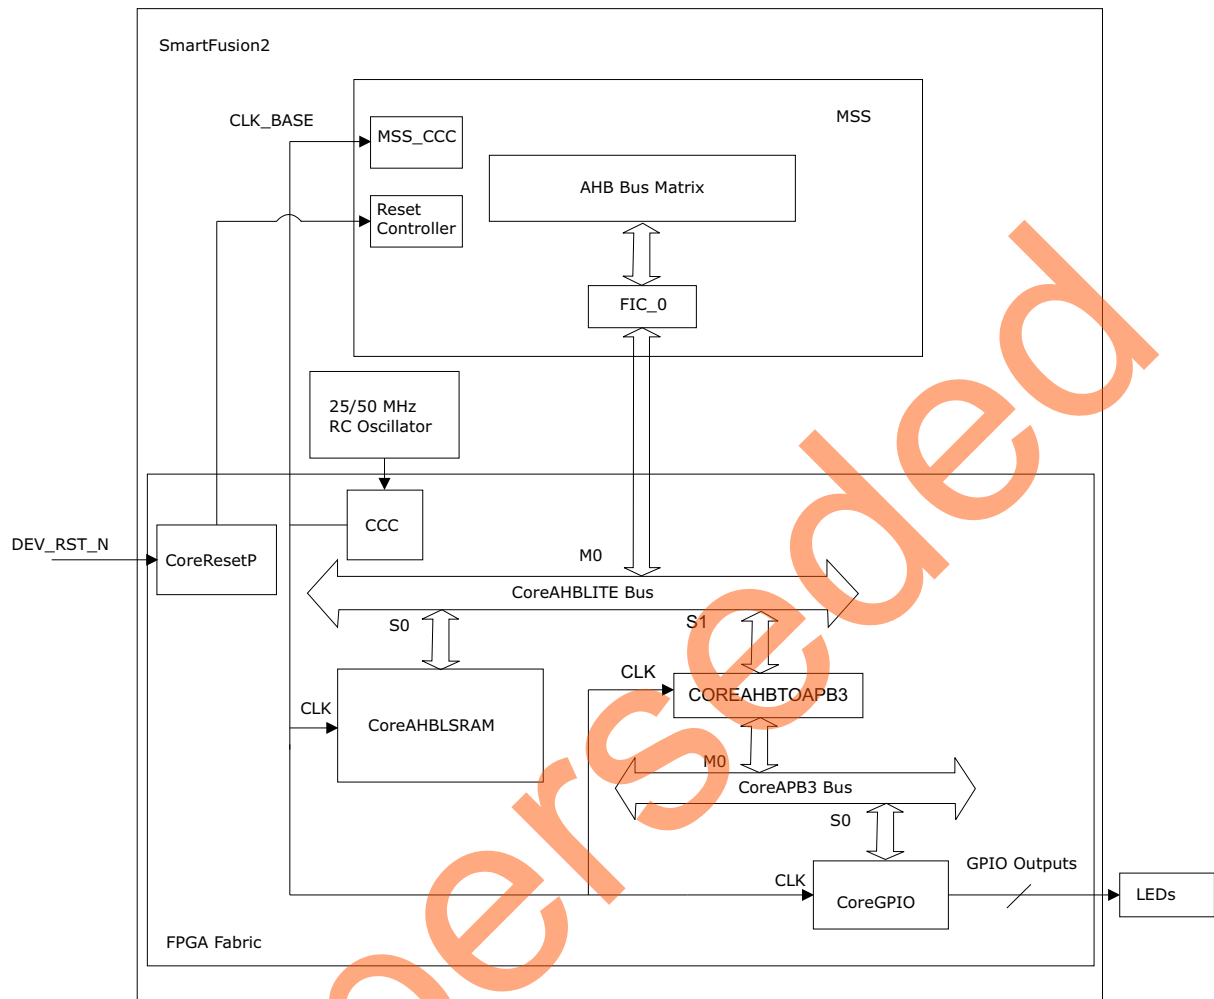 SmartFusion2
MSS
CLK_BASE
MSS_CCC
AHB Bus Matrix
Reset
Controller
FIC_0
25/50 MHz
RC Oscillator
CCC
DEV_RST_N
CoreResetP
M0
CoreAHBLITE Bus
S0
S1
CLK
COREAHBTOAPB3
CLK
CoreAHBLSRAM
M0
CoreAPB3 Bus
S0
GPIO Outputs
CLK
CoreGPIO
LEDs
FPGA Fabric
perseded